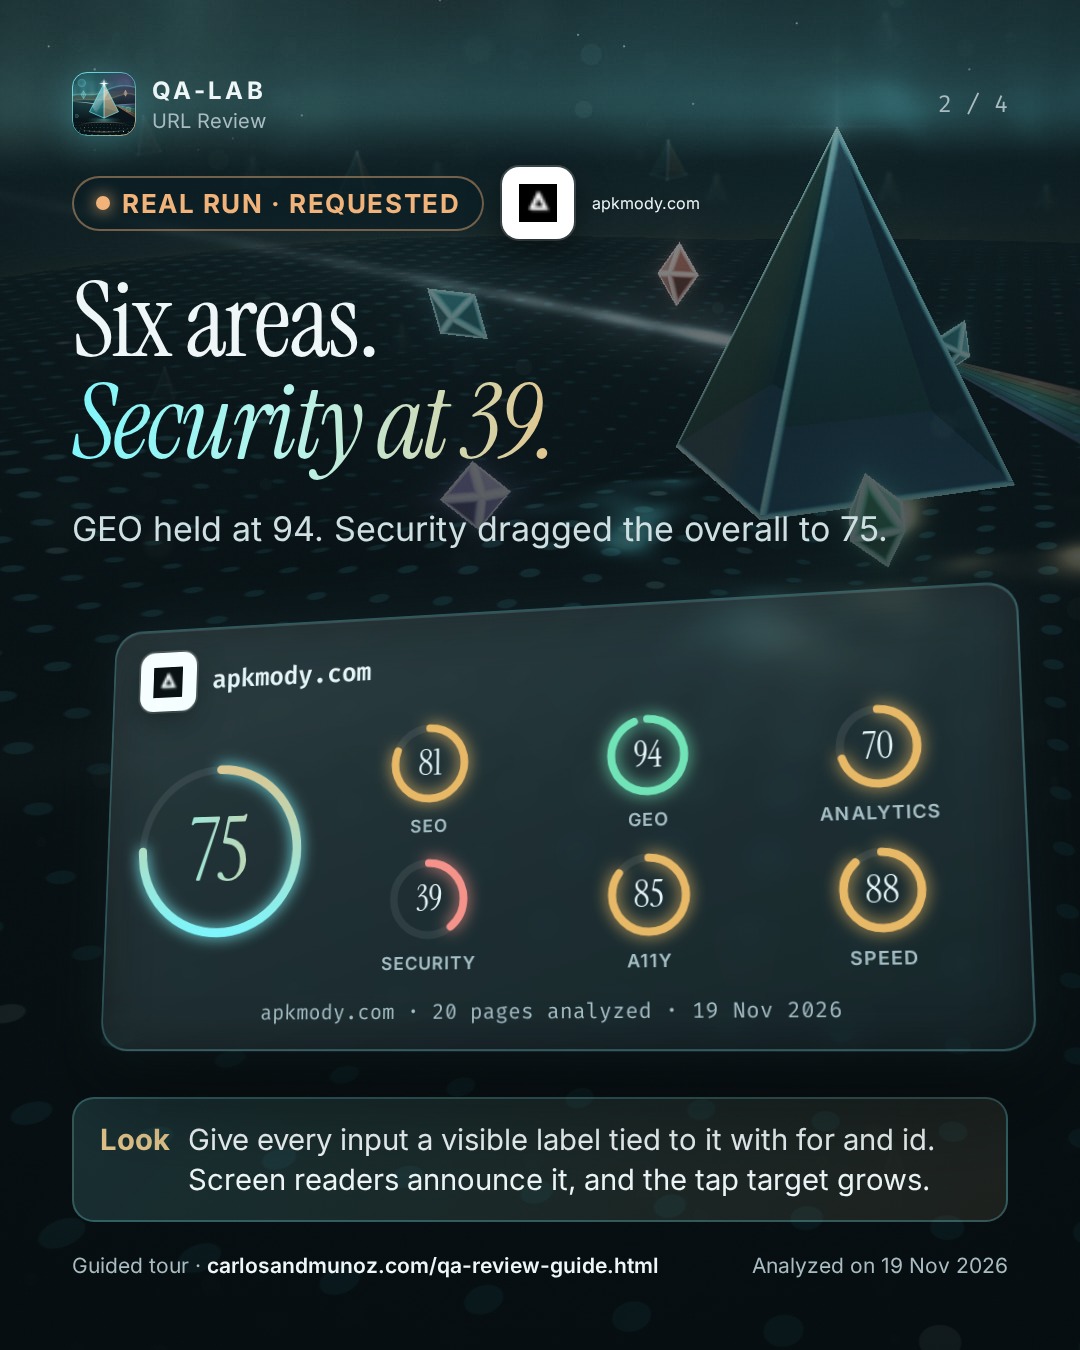 QA-LAB
URL Review
2 / 4
REAL RUN · REQUESTED
apkmody.com
Six areas.
Security at 39.
GEO held at 94. Security dragged the overall to 75.
apkmody.com
75
81
SEO
94
GEO
70
ANALYTICS
39
SECURITY
85
A11Y
88
SPEED
apkmody.com · 20 pages analyzed · 19 Nov 2026
Look Give every input a visible label tied to it with for and id.
Screen readers announce it, and the tap target grows.
Guided tour · carlosandmunoz.com/qa-review-guide.html
Analyzed on 19 Nov 2026